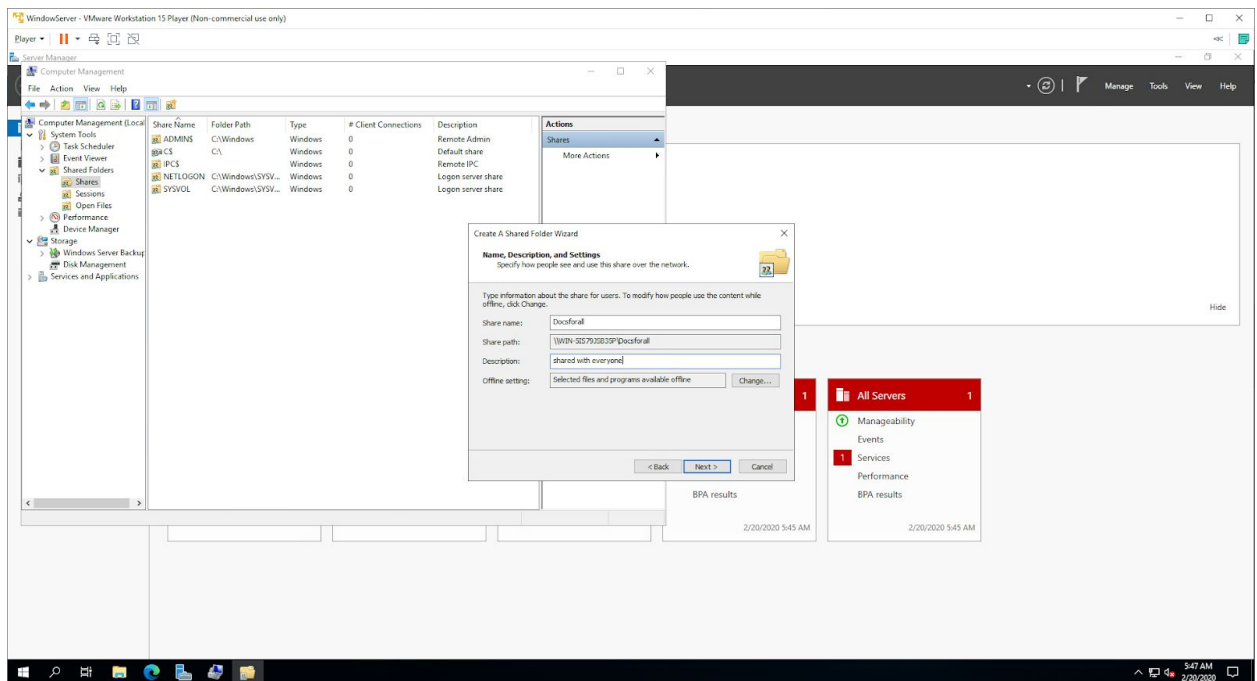 WindowServer - VMware Workstation 15 Player (Non-commercial use only)
Player
Server Manager
Manage Tools View Help
Computer Management
File Action View Help
Computer Management (Local
System Tools
Task Scheduler
Event Viewer
Shared Folders
Shares
Sessions
Open Files
Performance
Device Manager
Storage
Windows Server Backup
Disk Management
Services and Applications
Share Name Folder Path Type # Client Connections Description
ADMIN$ C:\Windows Windows 0 Remote Admin
C$ C:\ Windows 0 Default share
IPC$ Windows 0 Remote IPC
NETLOGON C:\Windows\SYSV... Windows 0 Logon server share
SYSVOL C:\Windows\SYSV... Windows 0 Logon server share
Actions
Shares
More Actions
Create A Shared Folder Wizard
Name, Description, and Settings
Specify how people see and use this share over the network.
Type information about the share for users. To modify how people use the content while
offline, click Change.
Share name: Docsforall
Share path: \Docsforall
Description: shared with everyone
Offline setting: Selected files and programs available offline Change...
< Back Next > Cancel
Hide
1
BPA results
2/20/2020 5:45 AM
All Servers 1
Manageability
Events
1 Services
Performance
BPA results
2/20/2020 5:45 AM
5:47 AM
2/20/2020